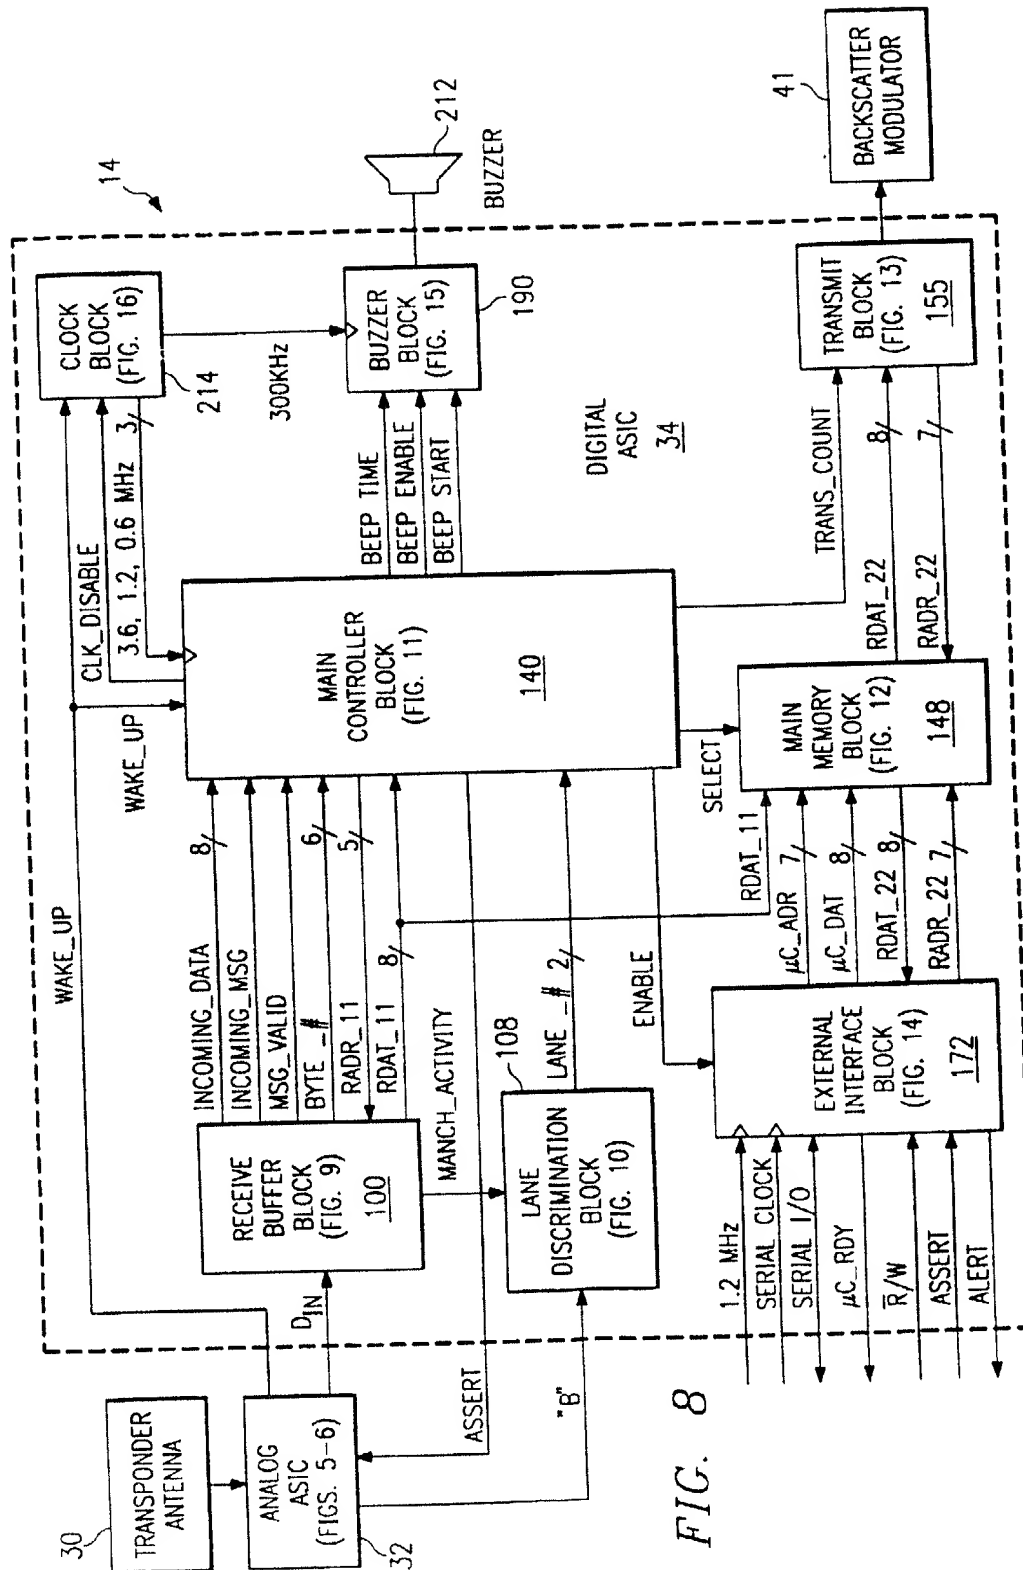 30
TRANSPONDER
ANTENNA
ANALOG
ASIC
(FIGS. 5-6)
32
WAKE_UP
WAKE_UP
DIN
"B"
ASSERT
RECEIVE
BUFFER
BLOCK
(FIG. 9)
100
INCOMING_DATA
8
INCOMING_MSG
MSG_VALID
BYTE _#
6
RADR_11
5
RDAT_11
8
MANCH_ACTIVITY
108
LANE
DISCRIMINATION
BLOCK
(FIG. 10)
LANE _#
2
CLK_DISABLE
3.6, 1.2, 0.6 MHz
3
MAIN
CONTROLLER
BLOCK
(FIG. 11)
140
CLOCK
BLOCK
(FIG. 16)
214
300KHz
BEEP TIME
BEEP ENABLE
BEEP START
BUZZER
BLOCK
(FIG. 15)
190
14
212
BUZZER
DIGITAL
ASIC
34
ENABLE
SELECT
TRANS_COUNT
1.2 MHz
SERIAL CLOCK
SERIAL I/O
µC_RDY
R̅/W
ASSERT
ALERT
EXTERNAL
INTERFACE
BLOCK
(FIG. 14)
172
RDAT_11
µC_ADR
7
µC_DAT
8
RDAT_22
8
RADR_22
7
MAIN
MEMORY
BLOCK
(FIG. 12)
148
RDAT_22
8
RADR_22
7
TRANSMIT
BLOCK
(FIG. 13)
155
41
BACKSCATTER
MODULATOR
FIG. 8